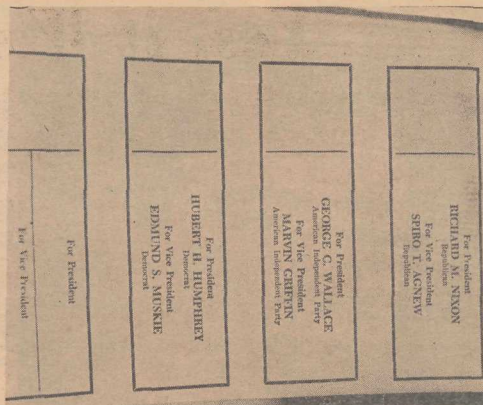 For President
RICHARD M. NIXON
Republican
For Vice President
SPIRO T. AGNEW
Republican
For President
GEORGE C. WALLACE
American Independent Party
For Vice President
MARVIN GRIFFIN
American Independent Party
For President
HUBERT H. HUMPHREY
Democrat
For Vice President
EDMUND S. MUSKIE
Democrat
For President
For Vice President